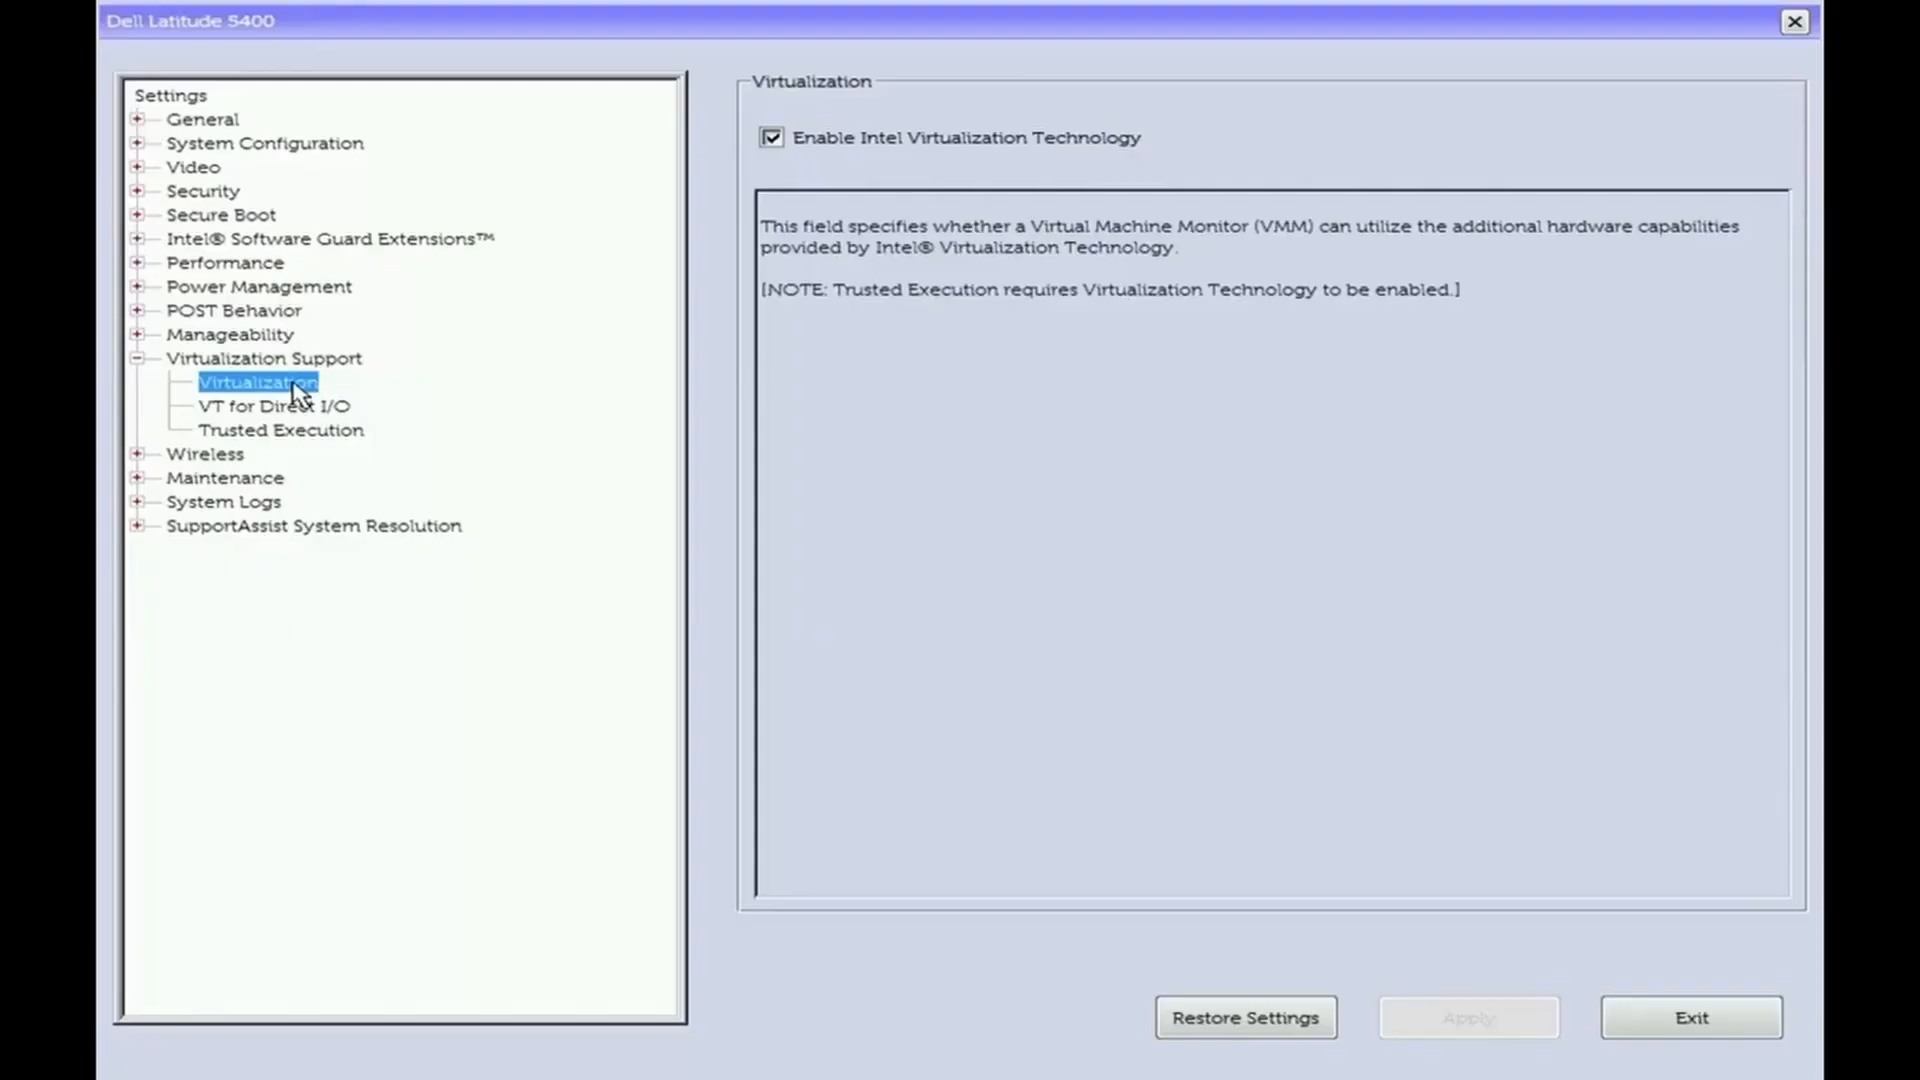 Dell Latitude 5400
Settings
General
System Configuration
Video
Security
Secure Boot
Intel® Software Guard Extensions™
Performance
Power Management
POST Behavior
Manageability
Virtualization Support
Virtualization
VT for Direct I/O
Trusted Execution
Wireless
Maintenance
System Logs
SupportAssist System Resolution
Virtualization
Enable Intel Virtualization Technology
This field specifies whether a Virtual Machine Monitor (VMM) can utilize the additional hardware capabilities
provided by Intel® Virtualization Technology.
[NOTE: Trusted Execution requires Virtualization Technology to be enabled.]
Restore Settings
Apply
Exit